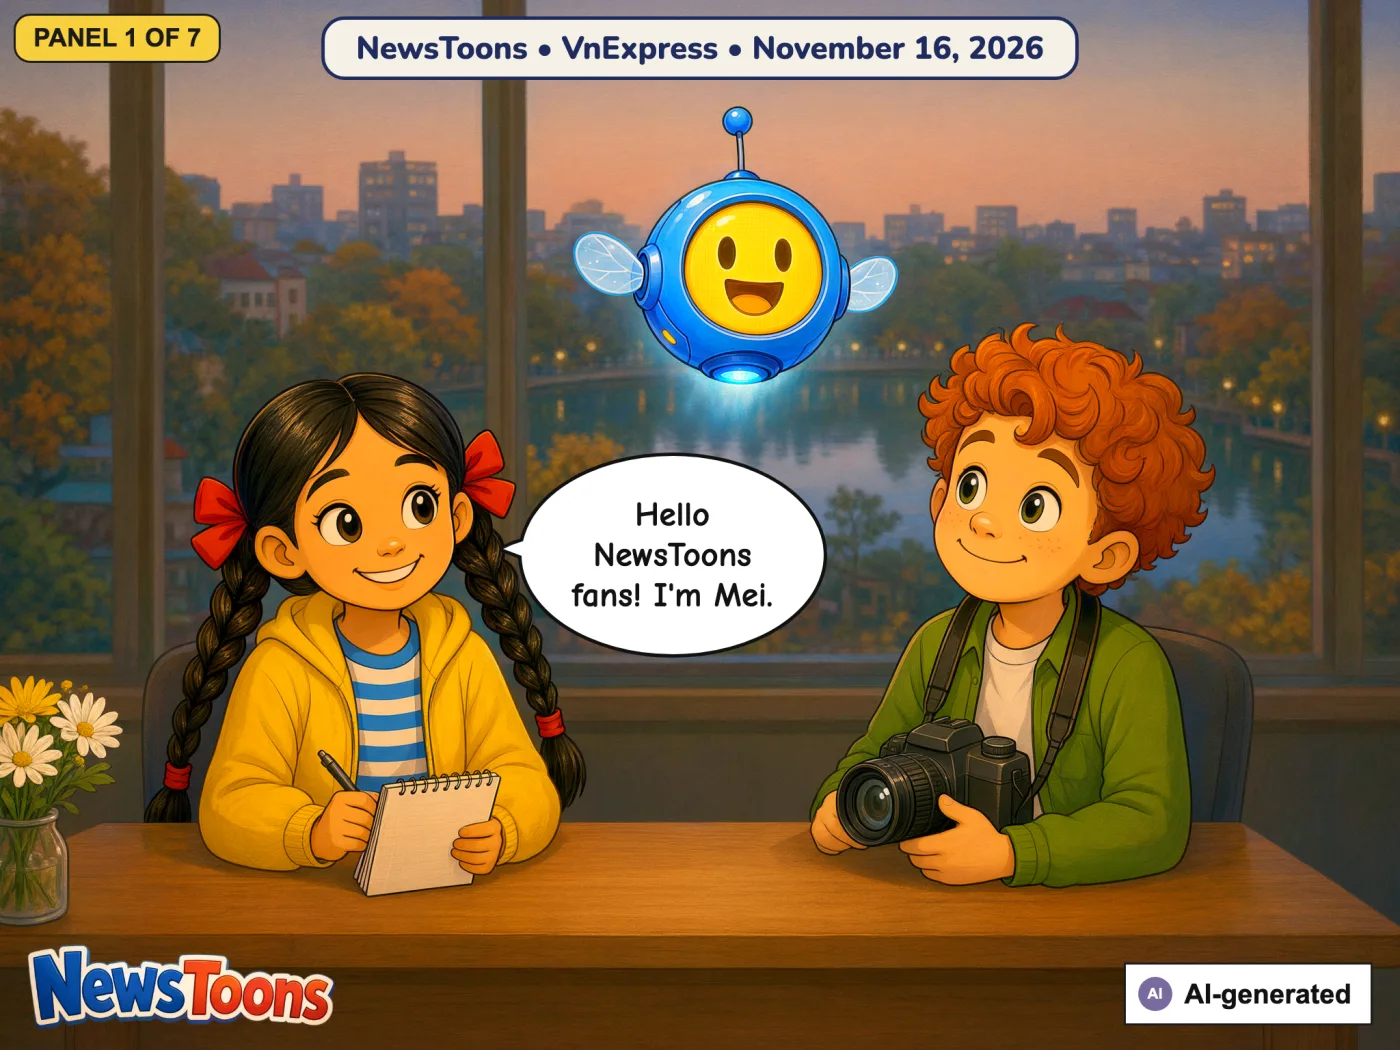 PANEL 1 OF 7
NewsToons • VnExpress • November 16, 2026
Hello
NewsToons
fans! I'm Mei.
NewsToons
AI AI-generated